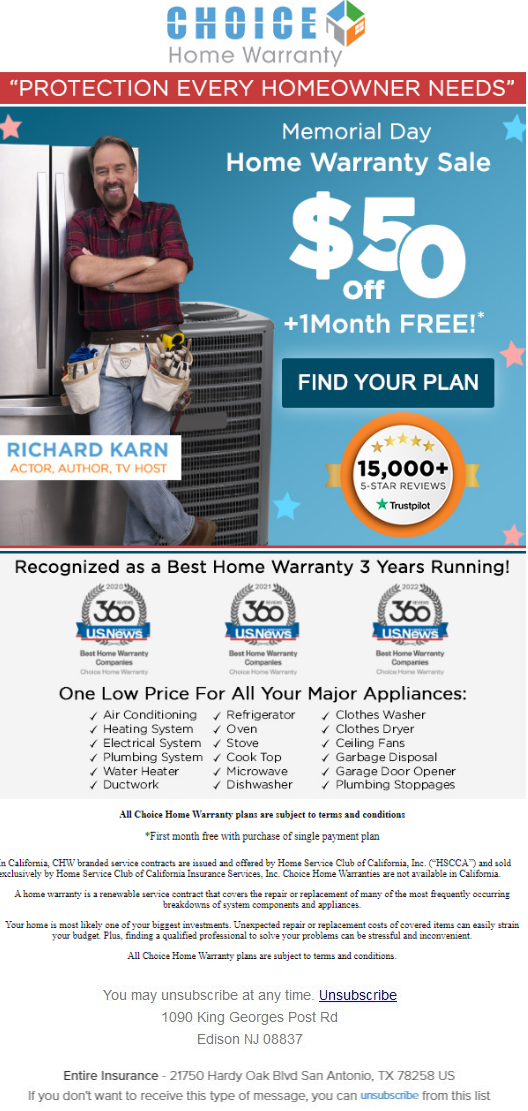 CHOICE
Home Warranty
“PROTECTION EVERY HOMEOWNER NEEDS”
Memorial Day
Home Warranty Sale
$50
Off
+1Month FREE!*
FIND YOUR PLAN
RICHARD KARN
ACTOR, AUTHOR, TV HOST
15,000+
5-STAR REVIEWS
Trustpilot
Recognized as a Best Home Warranty 3 Years Running!
2020
360
REVIEWS
U.S.News
Best Home Warranty
Companies
Choice Home Warranty
2021
360
REVIEWS
U.S.News
Best Home Warranty
Companies
Choice Home Warranty
2022
360
REVIEWS
U.S.News
Best Home Warranty
Companies
Choice Home Warranty
One Low Price For All Your Major Appliances:
✓ Air Conditioning
✓ Heating System
✓ Electrical System
✓ Plumbing System
✓ Water Heater
✓ Ductwork
✓ Refrigerator
✓ Oven
✓ Stove
✓ Cook Top
✓ Microwave
✓ Dishwasher
✓ Clothes Washer
✓ Clothes Dryer
✓ Ceiling Fans
✓ Garbage Disposal
✓ Garage Door Opener
✓ Plumbing Stoppages
All Choice Home Warranty plans are subject to terms and conditions
*First month free with purchase of single payment plan
In California, CHW branded service contracts are issued and offered by Home Service Club of California, Inc. (“HSCCA”) and sold
exclusively by Home Service Club of California Insurance Services, Inc. Choice Home Warranties are not available in California.
A home warranty is a renewable service contract that covers the repair or replacement of many of the most frequently occurring
breakdowns of system components and appliances.
Your home is most likely one of your biggest investments. Unexpected repair or replacement costs of covered items can easily strain
your budget. Plus, finding a qualified professional to solve your problems can be stressful and inconvenient.
All Choice Home Warranty plans are subject to terms and conditions.
You may unsubscribe at any time. Unsubscribe
1090 King Georges Post Rd
Edison NJ 08837
Entire Insurance - 21750 Hardy Oak Blvd San Antonio, TX 78258 US
If you don't want to receive this type of message, you can unsubscribe from this list